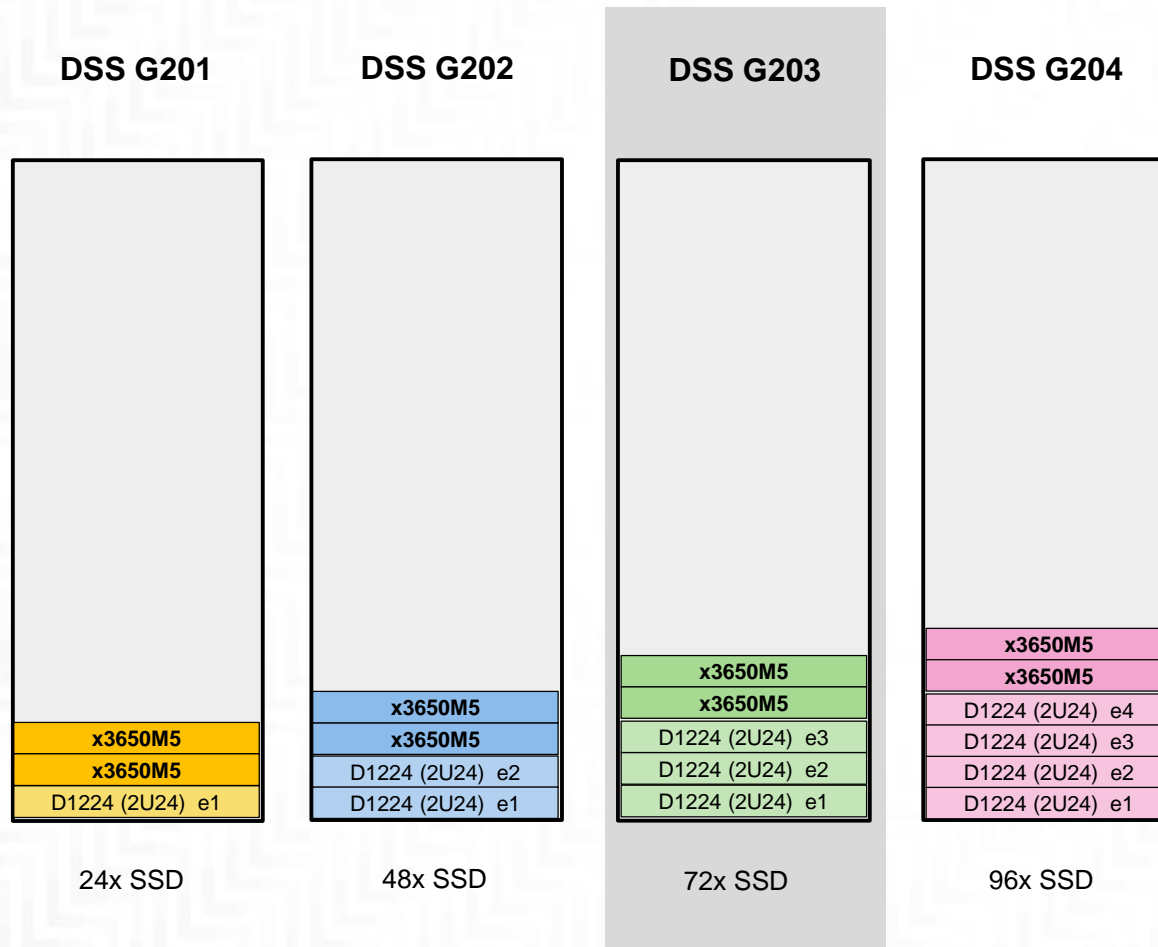 DSS G201
x3650M5
x3650M5
D1224 (2U24) e1
24x SSD
DSS G202
x3650M5
x3650M5
D1224 (2U24) e2
D1224 (2U24) e1
48x SSD
DSS G203
x3650M5
x3650M5
D1224 (2U24) e3
D1224 (2U24) e2
D1224 (2U24) e1
72x SSD
DSS G204
x3650M5
x3650M5
D1224 (2U24) e4
D1224 (2U24) e3
D1224 (2U24) e2
D1224 (2U24) e1
96x SSD